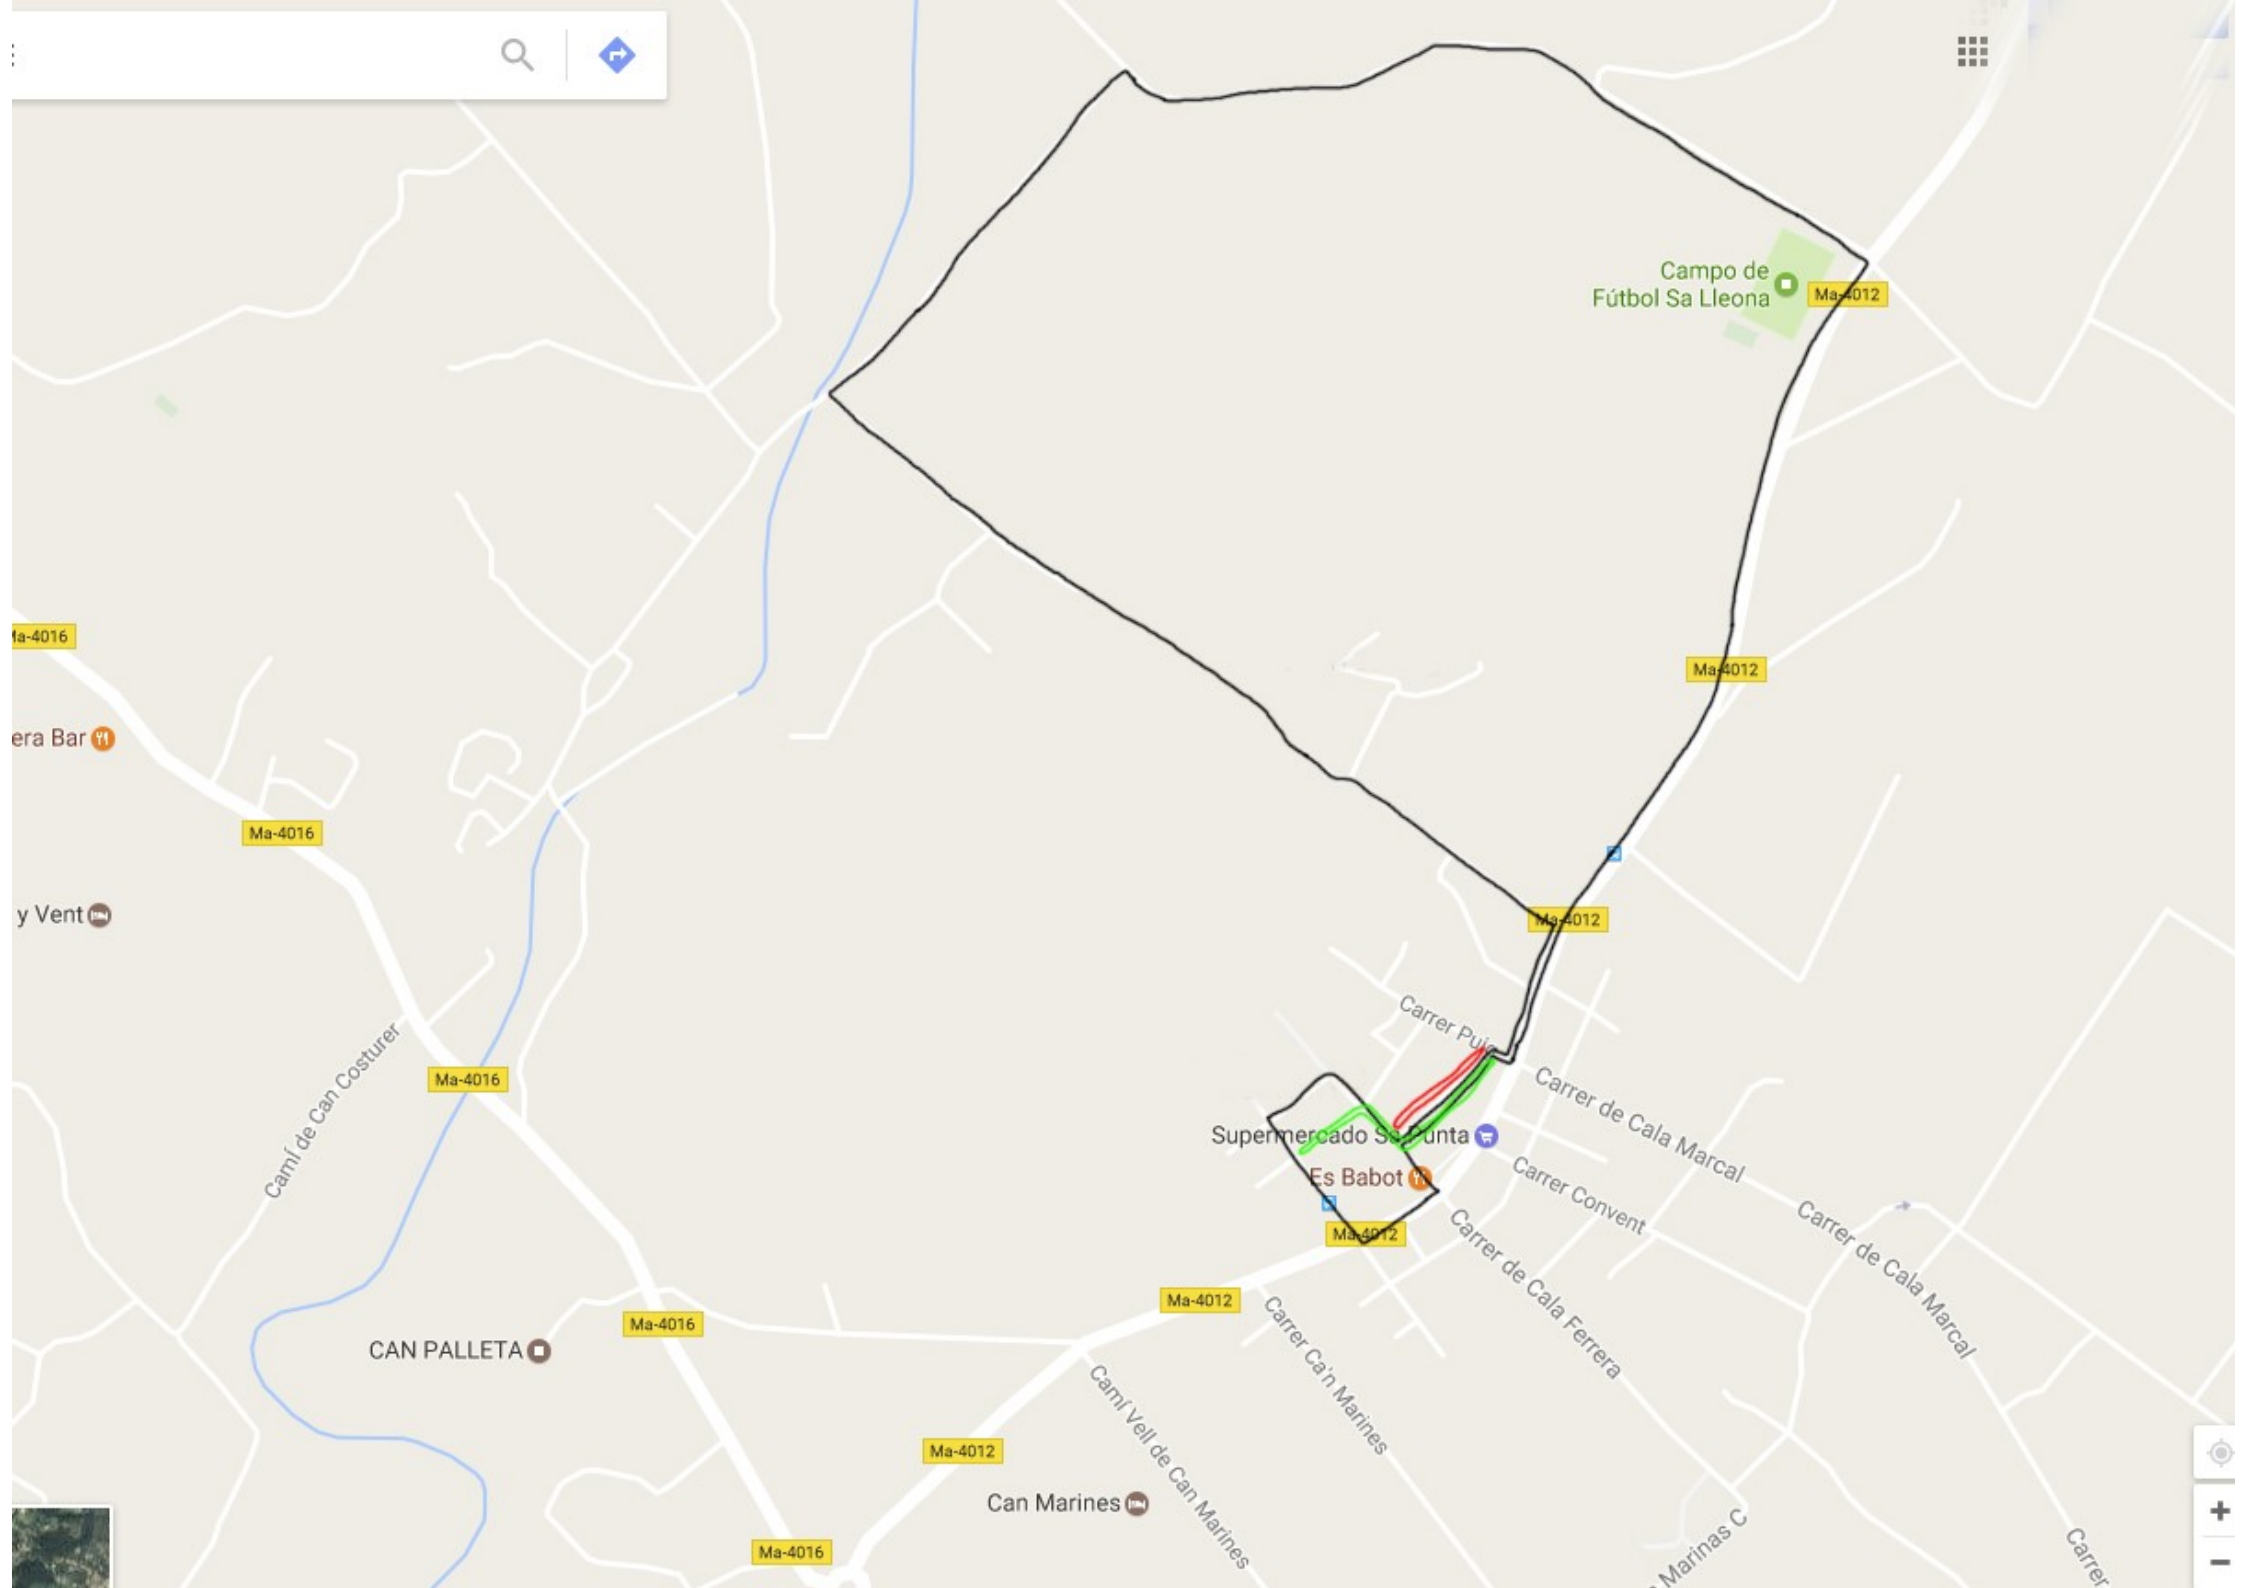 Campo de
Fútbol Sa Lleona
Ma-4012
Ma-4016
Ma-4012
era Bar
Ma-4016
y Vent
Ma-4012
Carrer Puig
Camí de Can Costurer
Ma-4016
Carrer de Cala Marcal
Supermercado Sa Punta
Es Babot
Carrer Convent
Ma-4012
Carrer de Cala Ferrera
Carrer de Cala Marcal
Ma-4012
Ma-4016
CAN PALLETA
Carrer Ca'n Marines
Camí Vell de Can Marines
Ma-4012
Can Marines
Marinas C
Carrer
Ma-4016